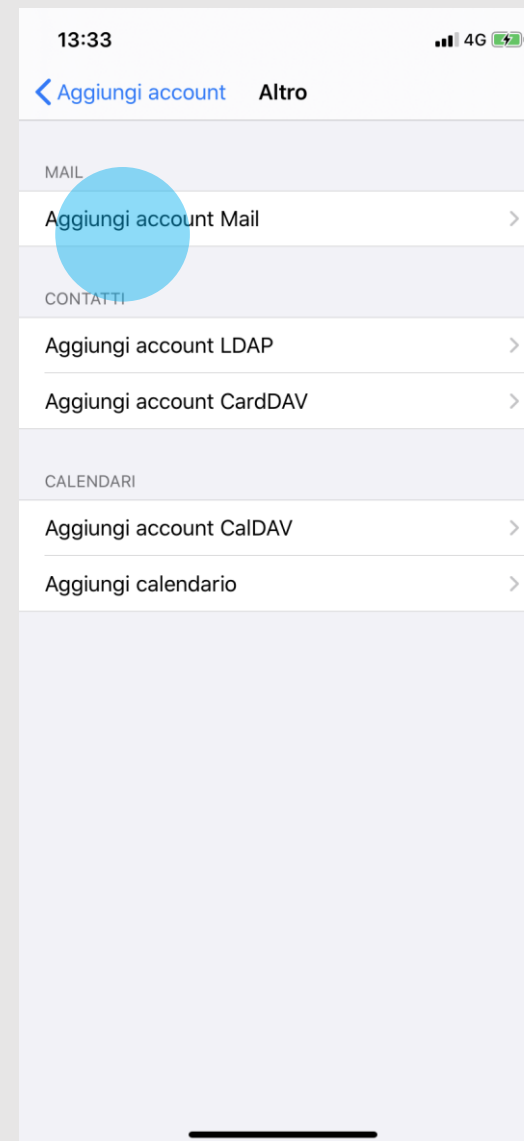 13:33 4G
Aggiungi account Altro
MAIL
Aggiungi account Mail
CONTATTI
Aggiungi account LDAP
Aggiungi account CardDAV
CALENDARI
Aggiungi account CalDAV
Aggiungi calendario